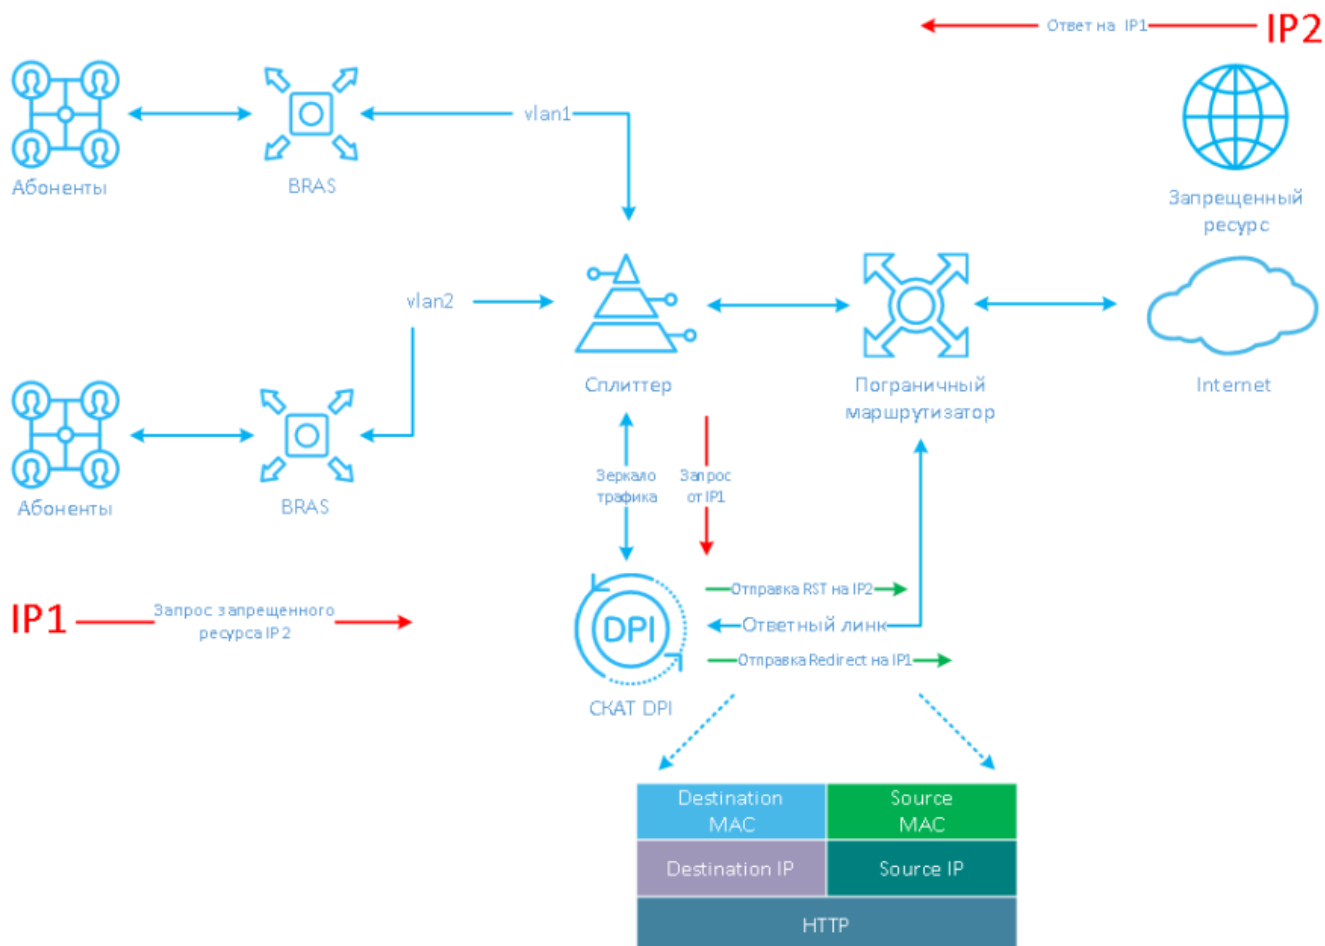 Ответ на IP1
IP2
vlan1
Абоненты
BRAS
Запрещенный
ресурс
vlan2
Сплиттер
Пограничный
маршрутизатор
Internet
Зеркало
трафика
Запрос
от IP1
Абоненты
BRAS
IP1
Запрос запрещенного
ресурса IP 2
DPI
Отправка RST на IP2
Ответный линк
Отправка Redirect на IP1
СКАТ DPI
Destination
MAC
Source
MAC
Destination IP
Source IP
HTTP